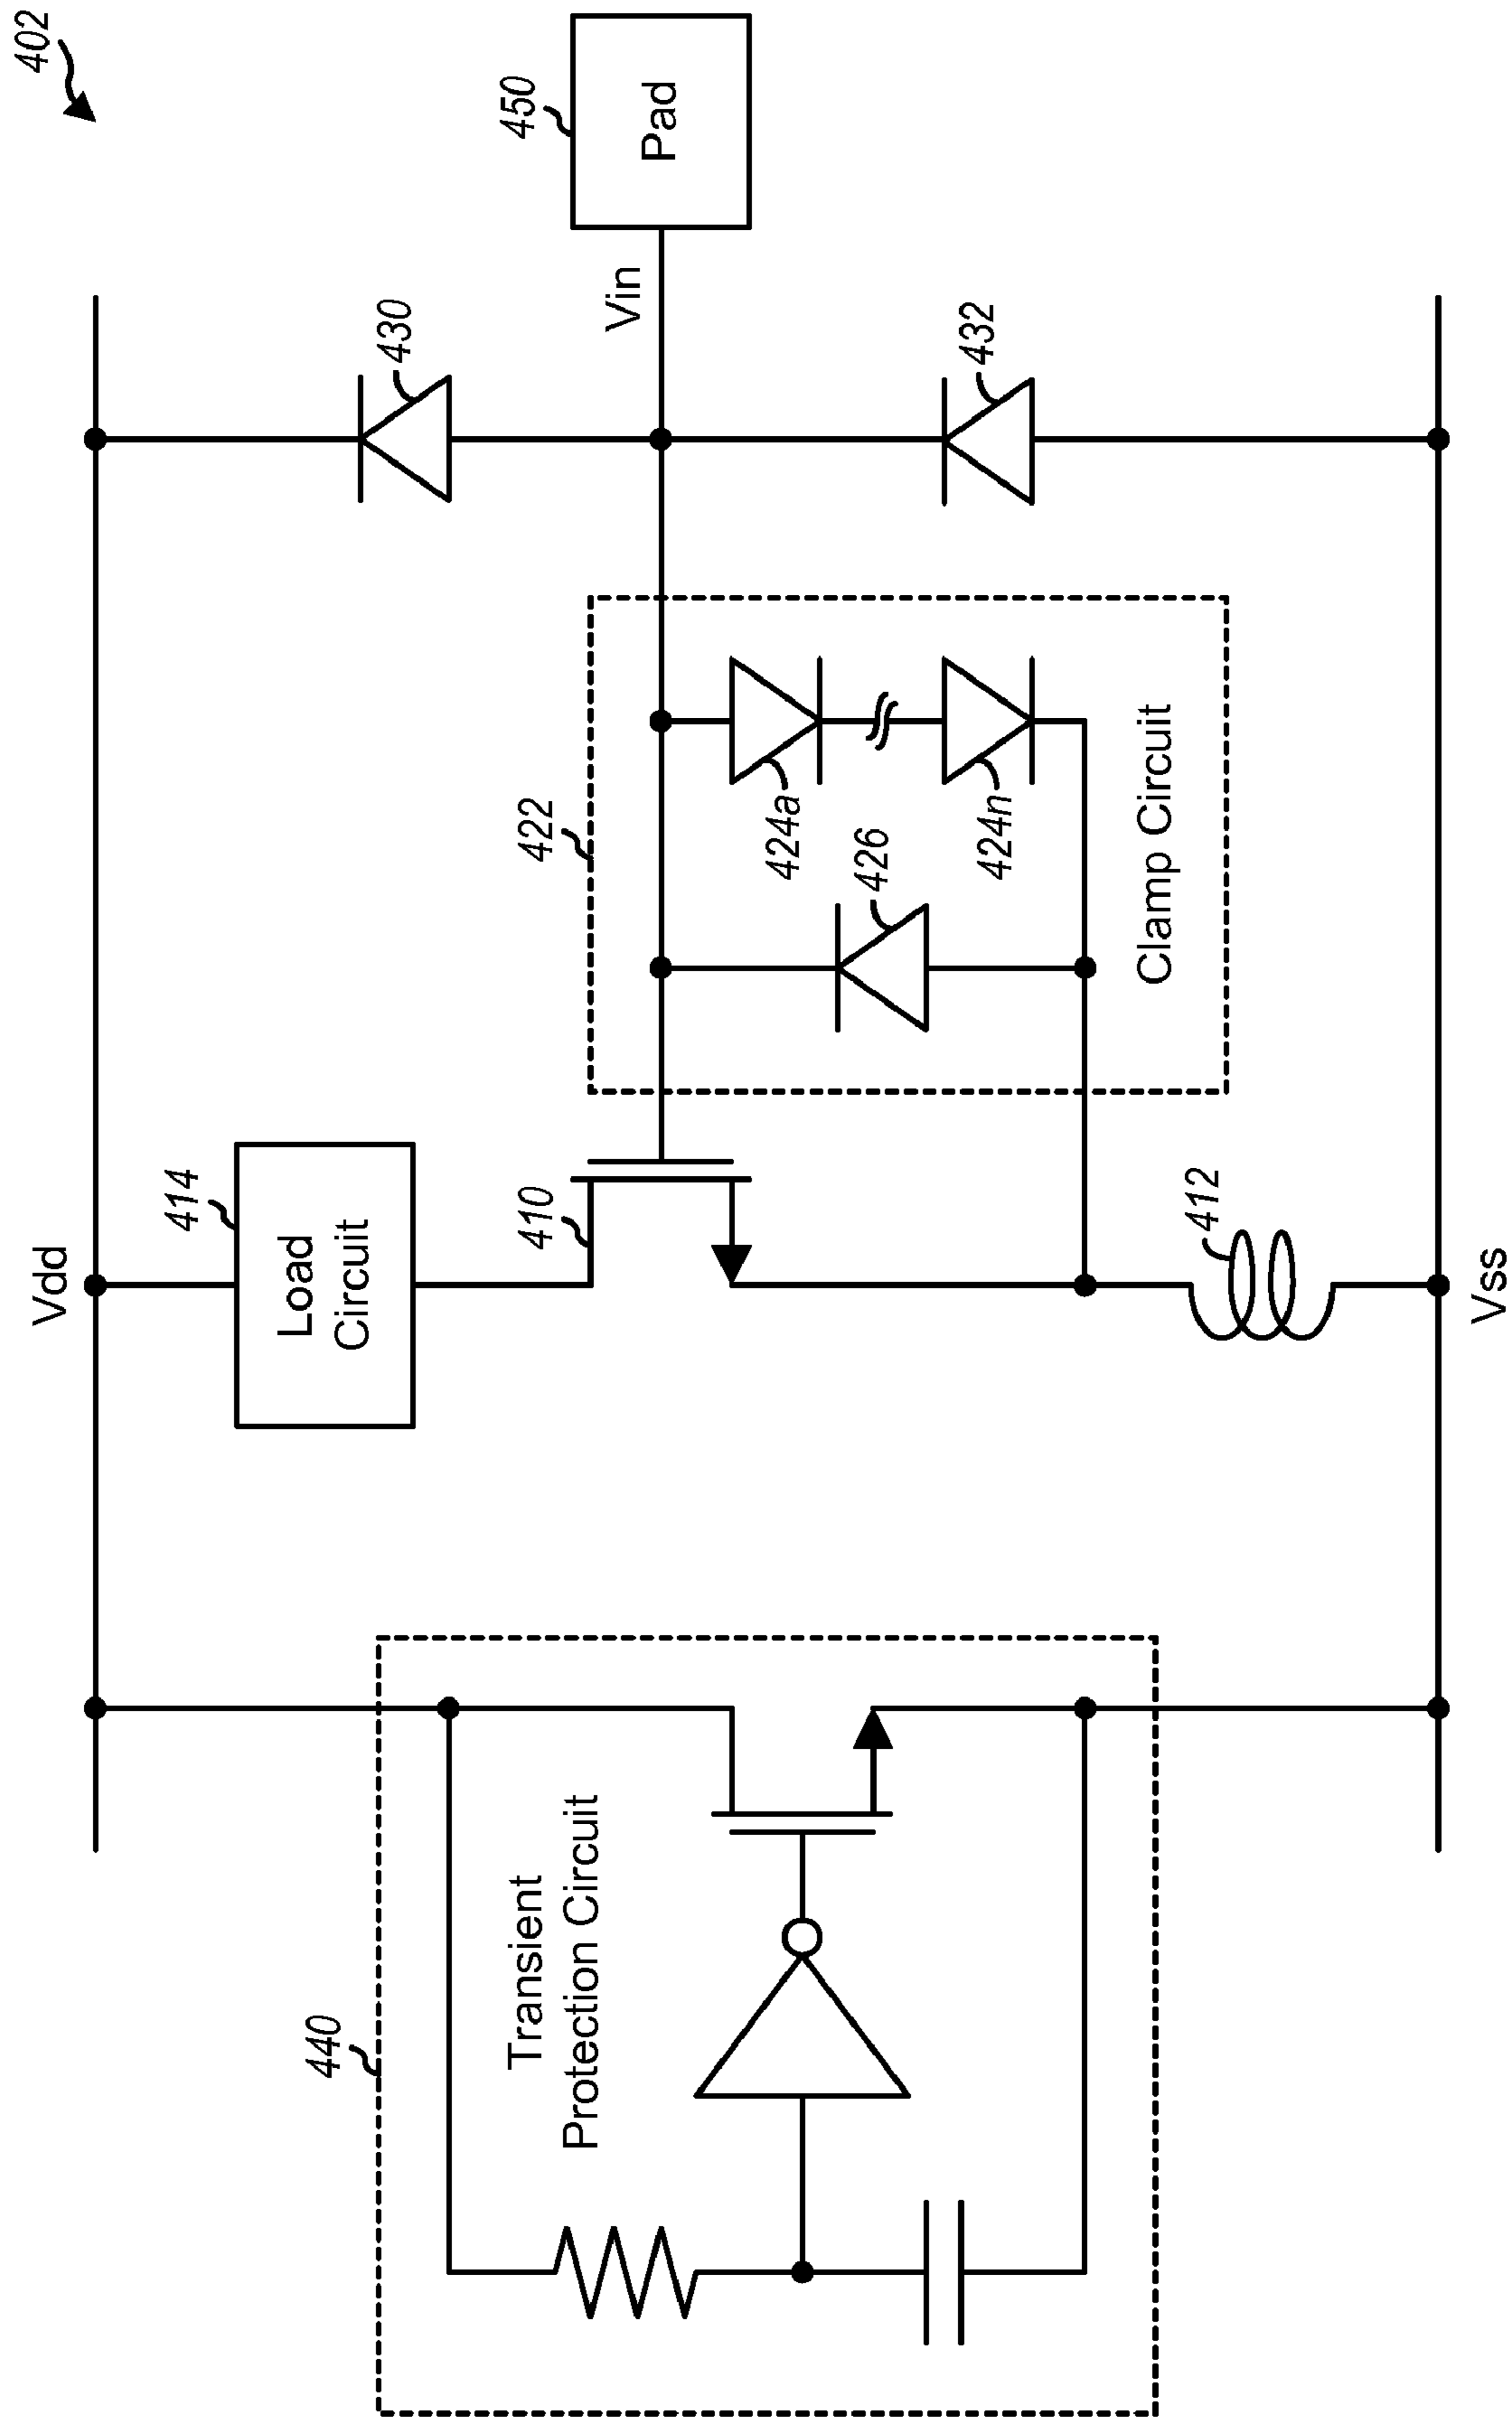 402
Vdd
Vss
440
Transient
Protection Circuit
414
Load
Circuit
410
412
422
426
424a
424n
Clamp Circuit
430
432
Vin
450
Pad